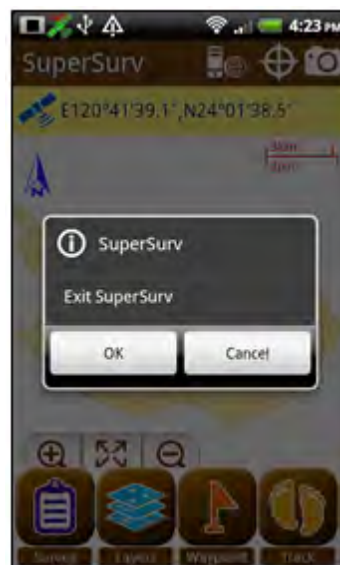 4:23 PM
SuperSurv
E120°41'39.1",N24°01'38.5"
SuperSurv
Exit SuperSurv
OK
Cancel
Survey Layers Waypoint Track